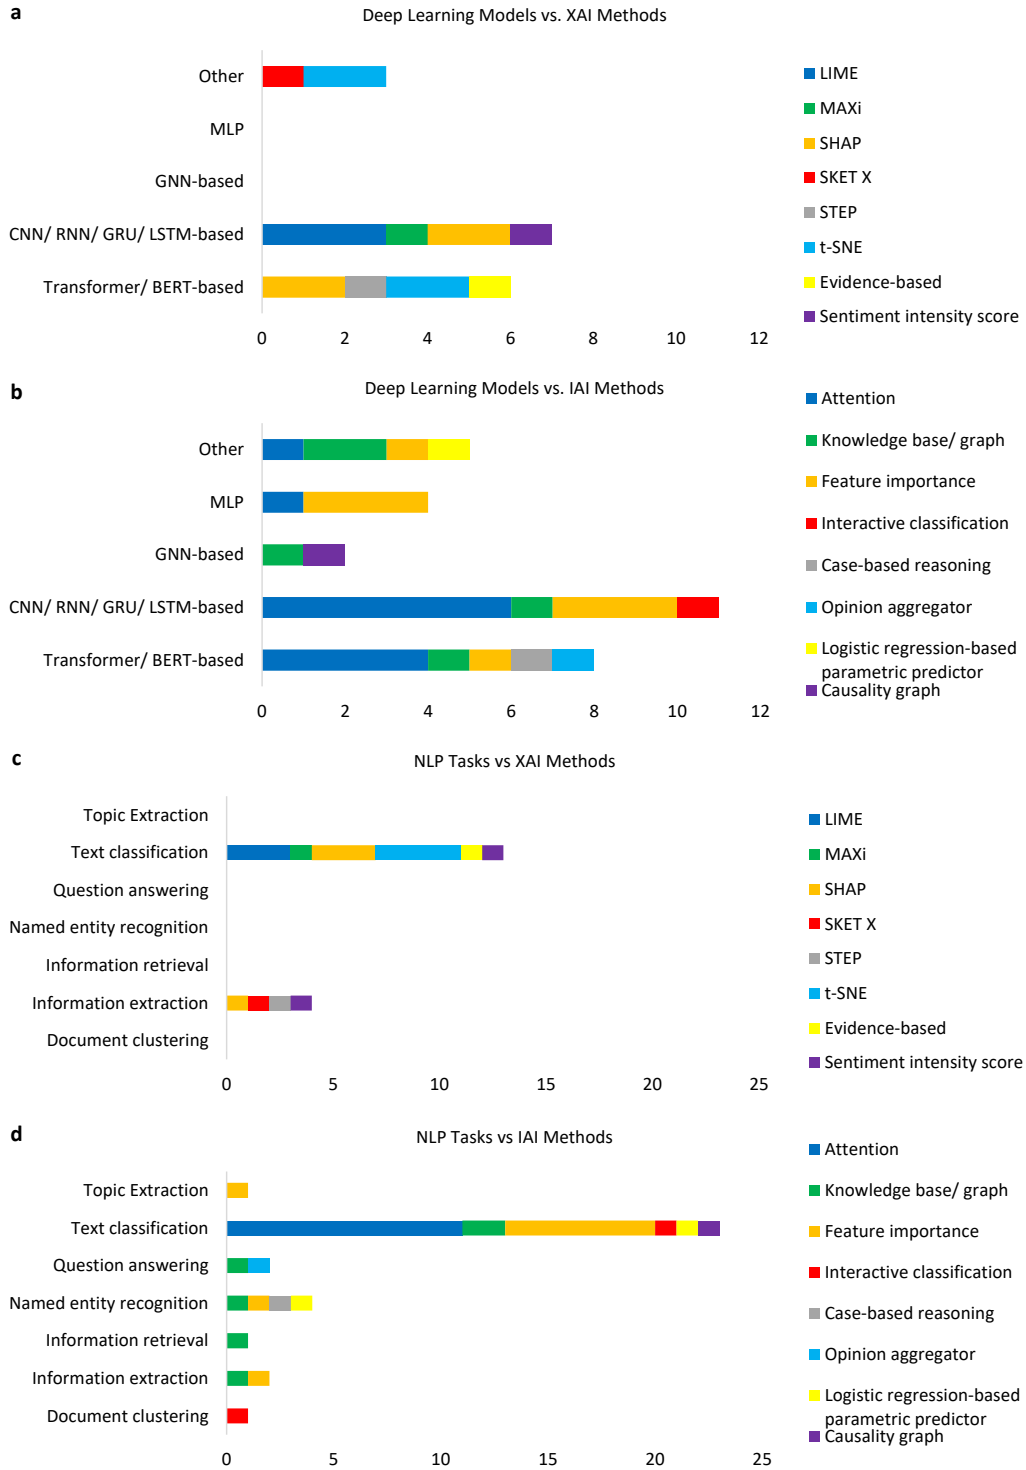 a
Deep Learning Models vs. XAI Methods
Other
MLP
GNN-based
CNN/ RNN/ GRU/ LSTM-based
Transformer/ BERT-based
0 2 4 6 8 10 12
LIME
MAXi
SHAP
SKET X
STEP
t-SNE
Evidence-based
Sentiment intensity score
b
Deep Learning Models vs. IAI Methods
Other
MLP
GNN-based
CNN/ RNN/ GRU/ LSTM-based
Transformer/ BERT-based
0 2 4 6 8 10 12
Attention
Knowledge base/ graph
Feature importance
Interactive classification
Case-based reasoning
Opinion aggregator
Logistic regression-based
parametric predictor
Causality graph
c
NLP Tasks vs XAI Methods
Topic Extraction
Text classification
Question answering
Named entity recognition
Information retrieval
Information extraction
Document clustering
0 5 10 15 20 25
LIME
MAXi
SHAP
SKET X
STEP
t-SNE
Evidence-based
Sentiment intensity score
d
NLP Tasks vs IAI Methods
Topic Extraction
Text classification
Question answering
Named entity recognition
Information retrieval
Information extraction
Document clustering
0 5 10 15 20 25
Attention
Knowledge base/ graph
Feature importance
Interactive classification
Case-based reasoning
Opinion aggregator
Logistic regression-based
parametric predictor
Causality graph